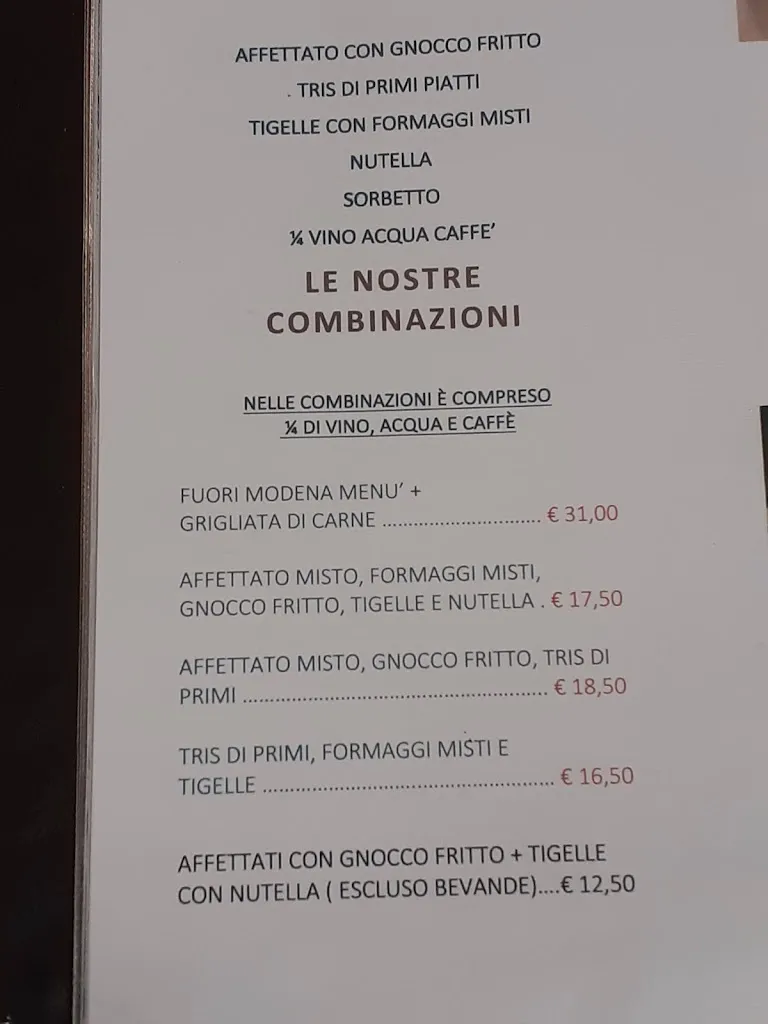 AFFETTATO CON GNOCCO FRITTO
. TRIS DI PRIMI PIATTI
TIGELLE CON FORMAGGI MISTI
NUTELLA
SORBETTO
¼ VINO ACQUA CAFFE’
LE NOSTRE
COMBINAZIONI
NELLE COMBINAZIONI È COMPRESO
¼ DI VINO, ACQUA E CAFFÈ
FUORI MODENA MENU’ +
GRIGLIATA DI CARNE .............................. € 31,00
AFFETTATO MISTO, FORMAGGI MISTI,
GNOCCO FRITTO, TIGELLE E NUTELLA . € 17,50
AFFETTATO MISTO, GNOCCO FRITTO, TRIS DI
PRIMI ......................................................... € 18,50
TRIS DI PRIMI, FORMAGGI MISTI E
TIGELLE ...................................................... € 16,50
AFFETTATI CON GNOCCO FRITTO + TIGELLE
CON NUTELLA ( ESCLUSO BEVANDE)....€ 12,50